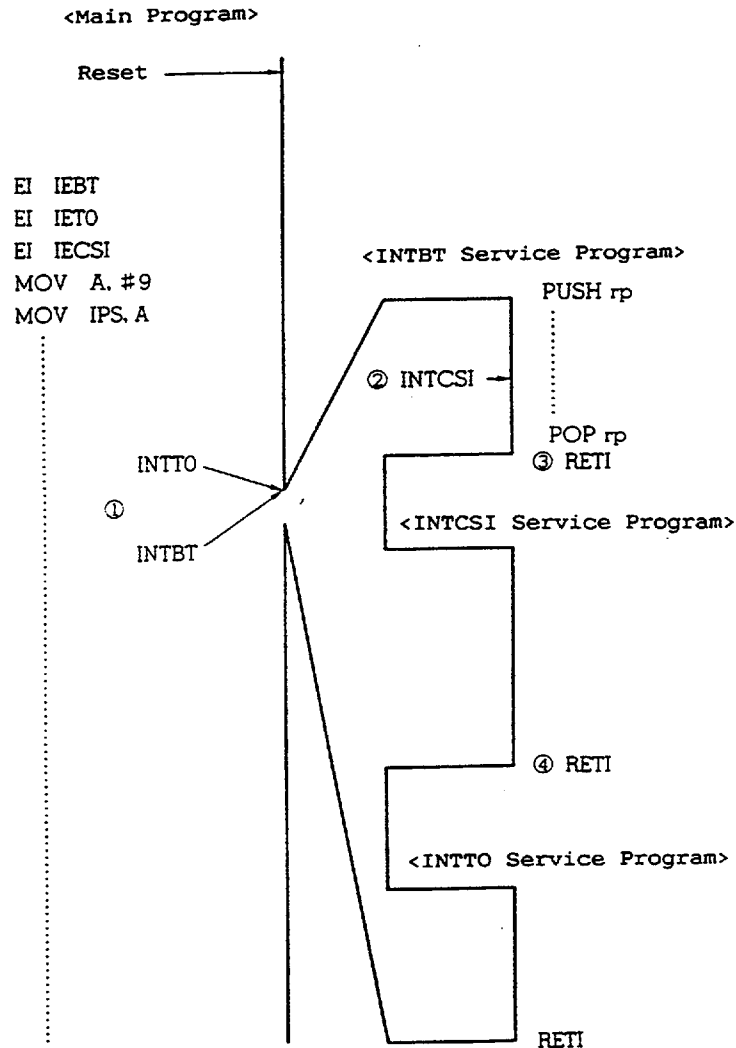 <Main Program>
Reset
EI IEBT
EI IET0
EI IECSI
MOV A, #9
MOV IPS, A
<INTBT Service Program>
PUSH rp
② INTCSI
POP rp
③ RETI
INTT0
①
INTBT
<INTCSI Service Program>
④ RETI
<INTT0 Service Program>
RETI